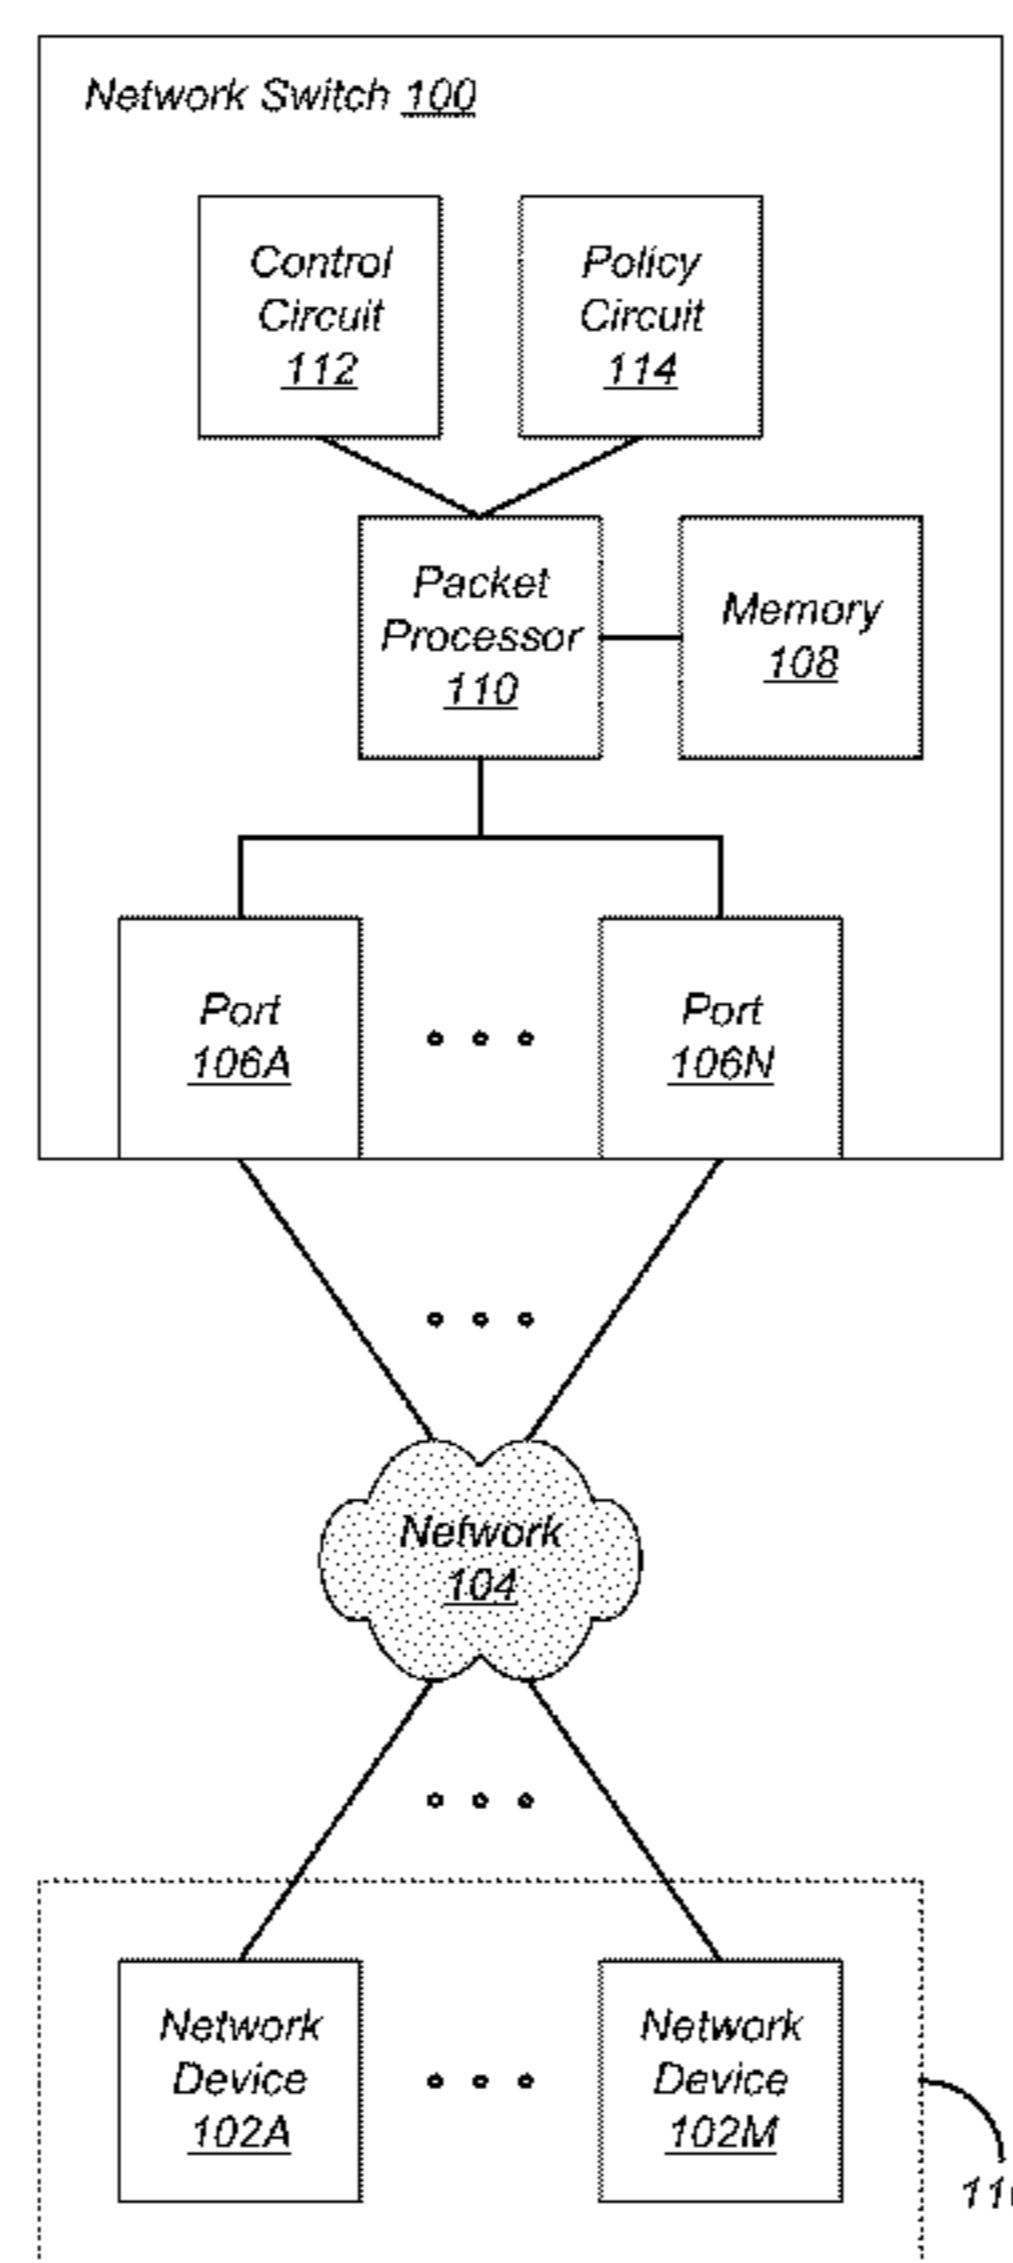 Network Switch 100
Control
Circuit
112
Policy
Circuit
114
Packet
Processor
110
Memory
108
Port
106A
Port
106N
Network
104
Network
Device
102A
Network
Device
102M